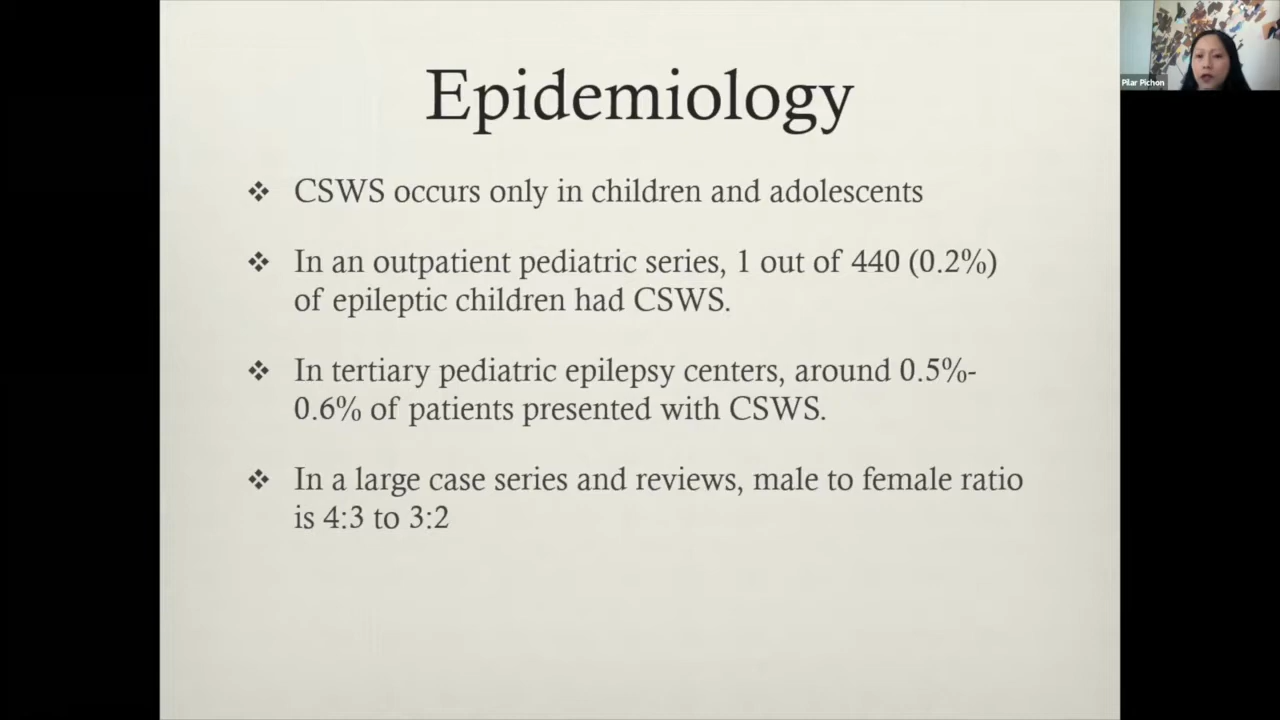 Epidemiology
Pilar Pichon
❖ CSWS occurs only in children and adolescents
❖ In an outpatient pediatric series, 1 out of 440 (0.2%)
of epileptic children had CSWS.
❖ In tertiary pediatric epilepsy centers, around 0.5%-
0.6% of patients presented with CSWS.
❖ In a large case series and reviews, male to female ratio
is 4:3 to 3:2